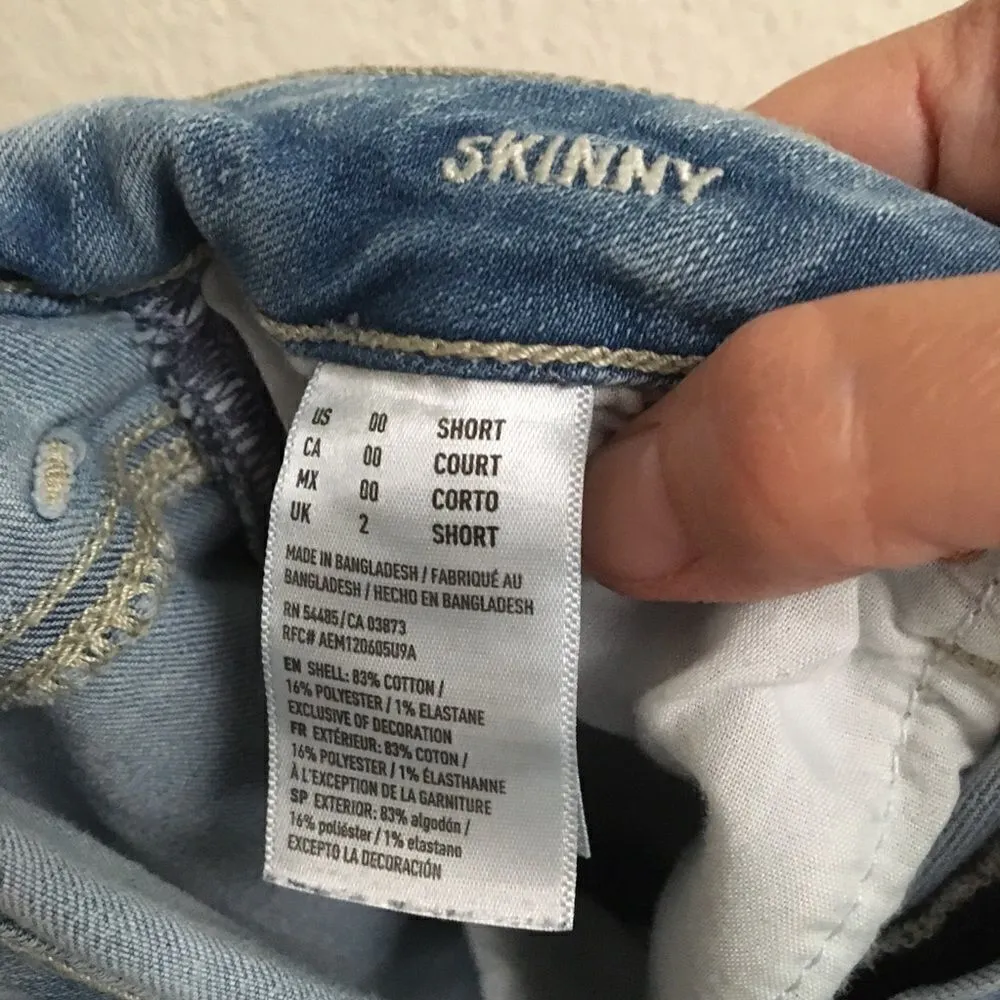 SKINNY
US 00 SHORT
CA 00 COURT
MX 00 CORTO
UK 2 SHORT
MADE IN BANGLADESH / FABRIQUÉ AU
BANGLADESH / HECHO EN BANGLADESH
RN 54485/CA 03873
RFC# AEM120605U9A
EN SHELL: 83% COTTON /
16% POLYESTER / 1% ELASTANE
EXCLUSIVE OF DECORATION
FR EXTÉRIEUR: 83% COTON /
16% POLYESTER / 1% ÉLASTHANNE
À L'EXCEPTION DE LA GARNITURE
SP EXTERIOR: 83% algodón /
16% poliéster / 1% elastano
EXCEPTO LA DECORACIÓN